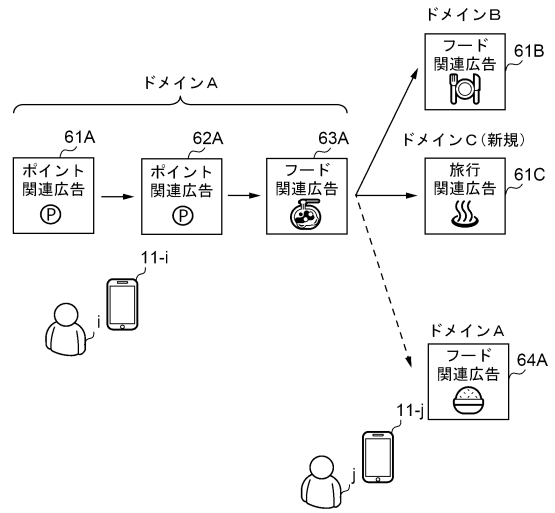 ドメインB
フード
関連広告
61B
ドメインA
61A
ポイント
関連広告
P
62A
ポイント
関連広告
P
63A
フード
関連広告
ドメインC(新規)
旅行
関連広告
61C
11-i
i
ドメインA
フード
関連広告
64A
11-j
j